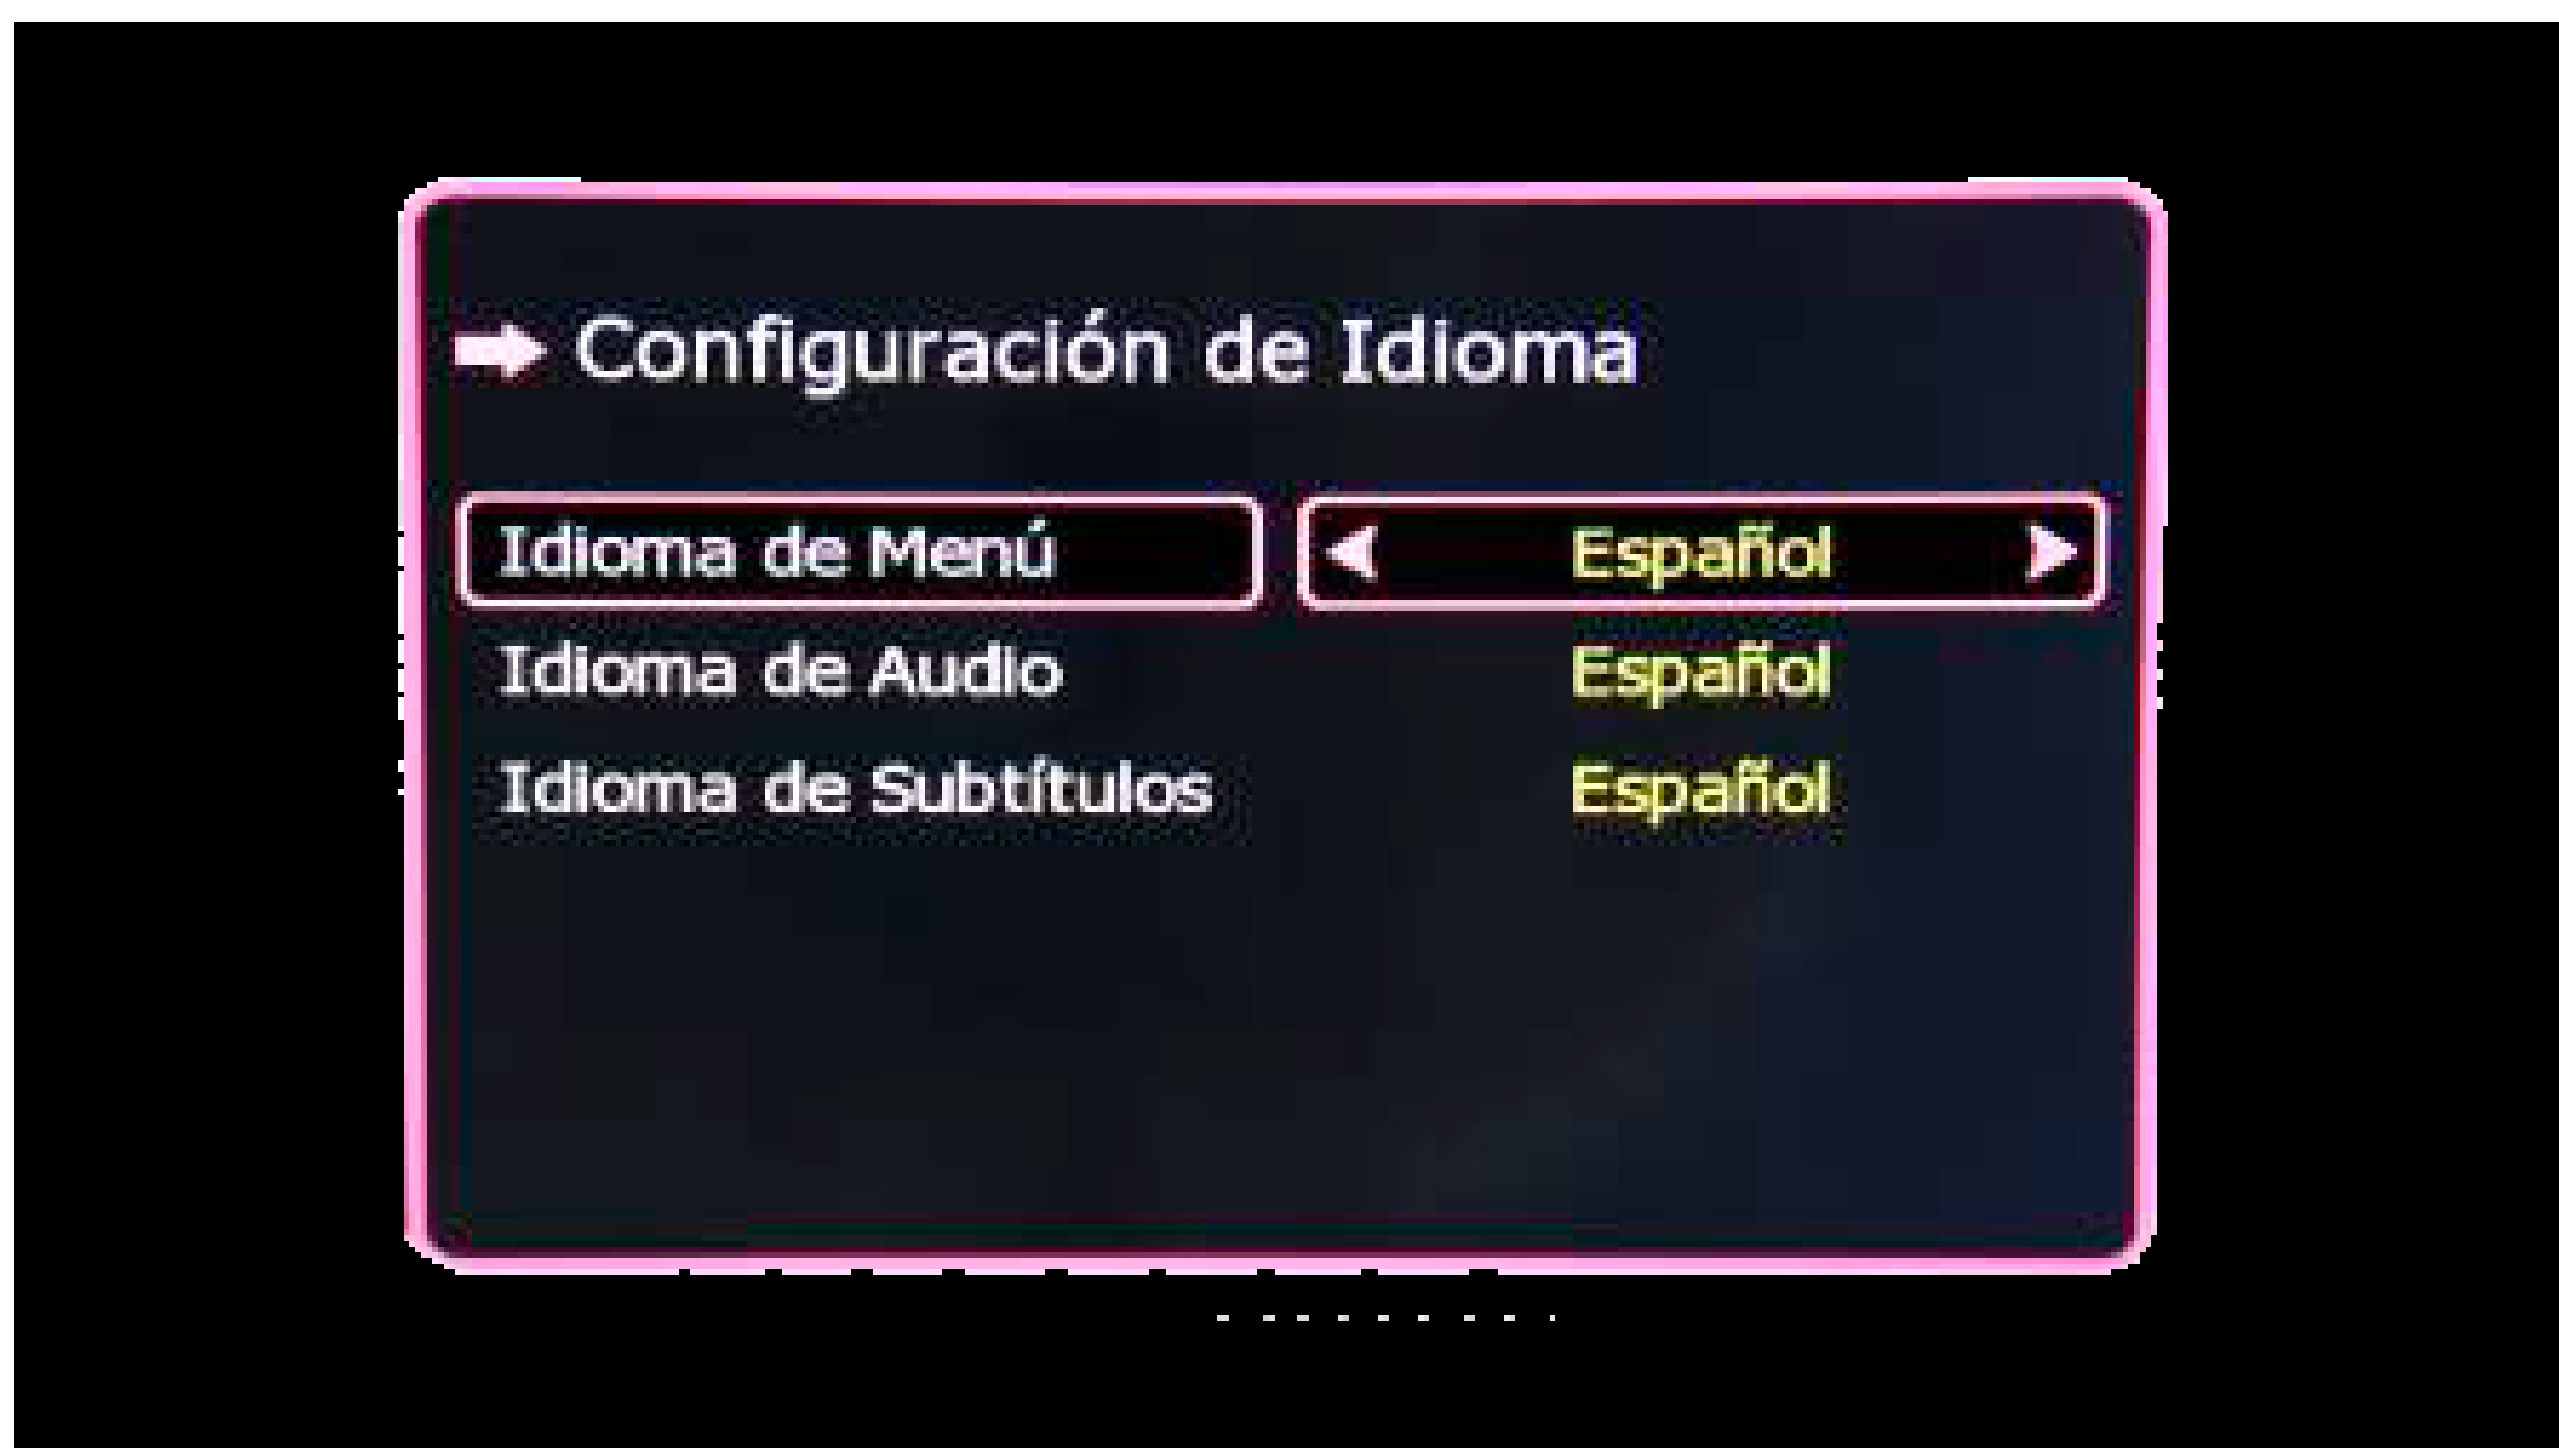 Configuración de Idioma
Idioma de Menú Español
Idioma de Audio Español
Idioma de Subtítulos Español